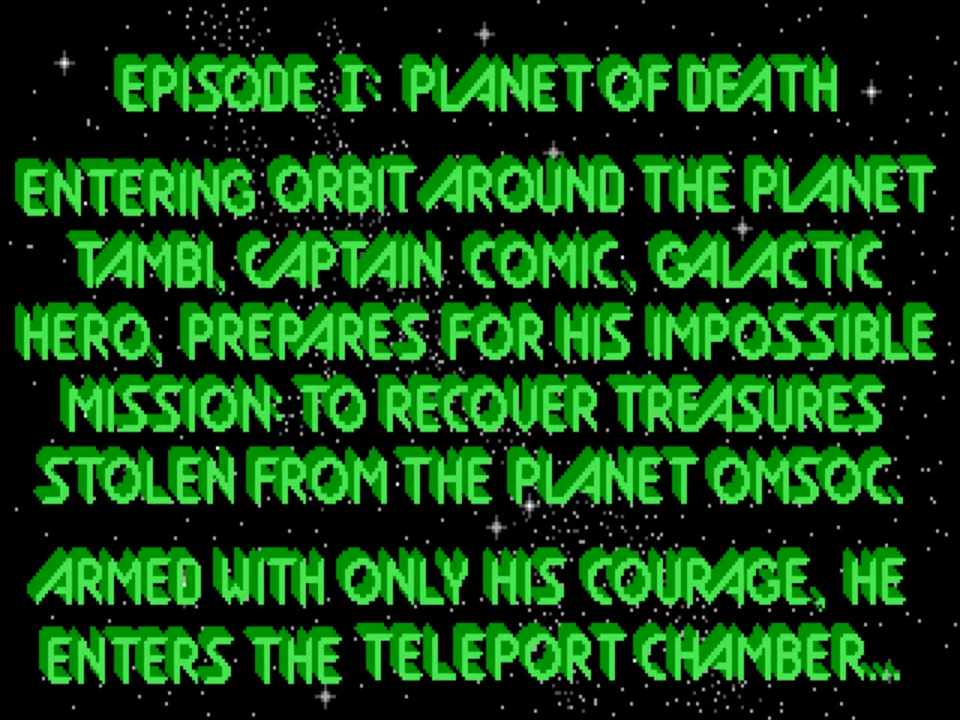 EPISODE I: PLANET OF DEATH
ENTERING ORBIT AROUND THE PLANET
TAMBI, CAPTAIN COMIC, GALACTIC
HERO, PREPARES FOR HIS IMPOSSIBLE
MISSION: TO RECOVER TREASURES
STOLEN FROM THE PLANET OMSOC.
ARMED WITH ONLY HIS COURAGE, HE
ENTERS THE TELEPORT CHAMBER...